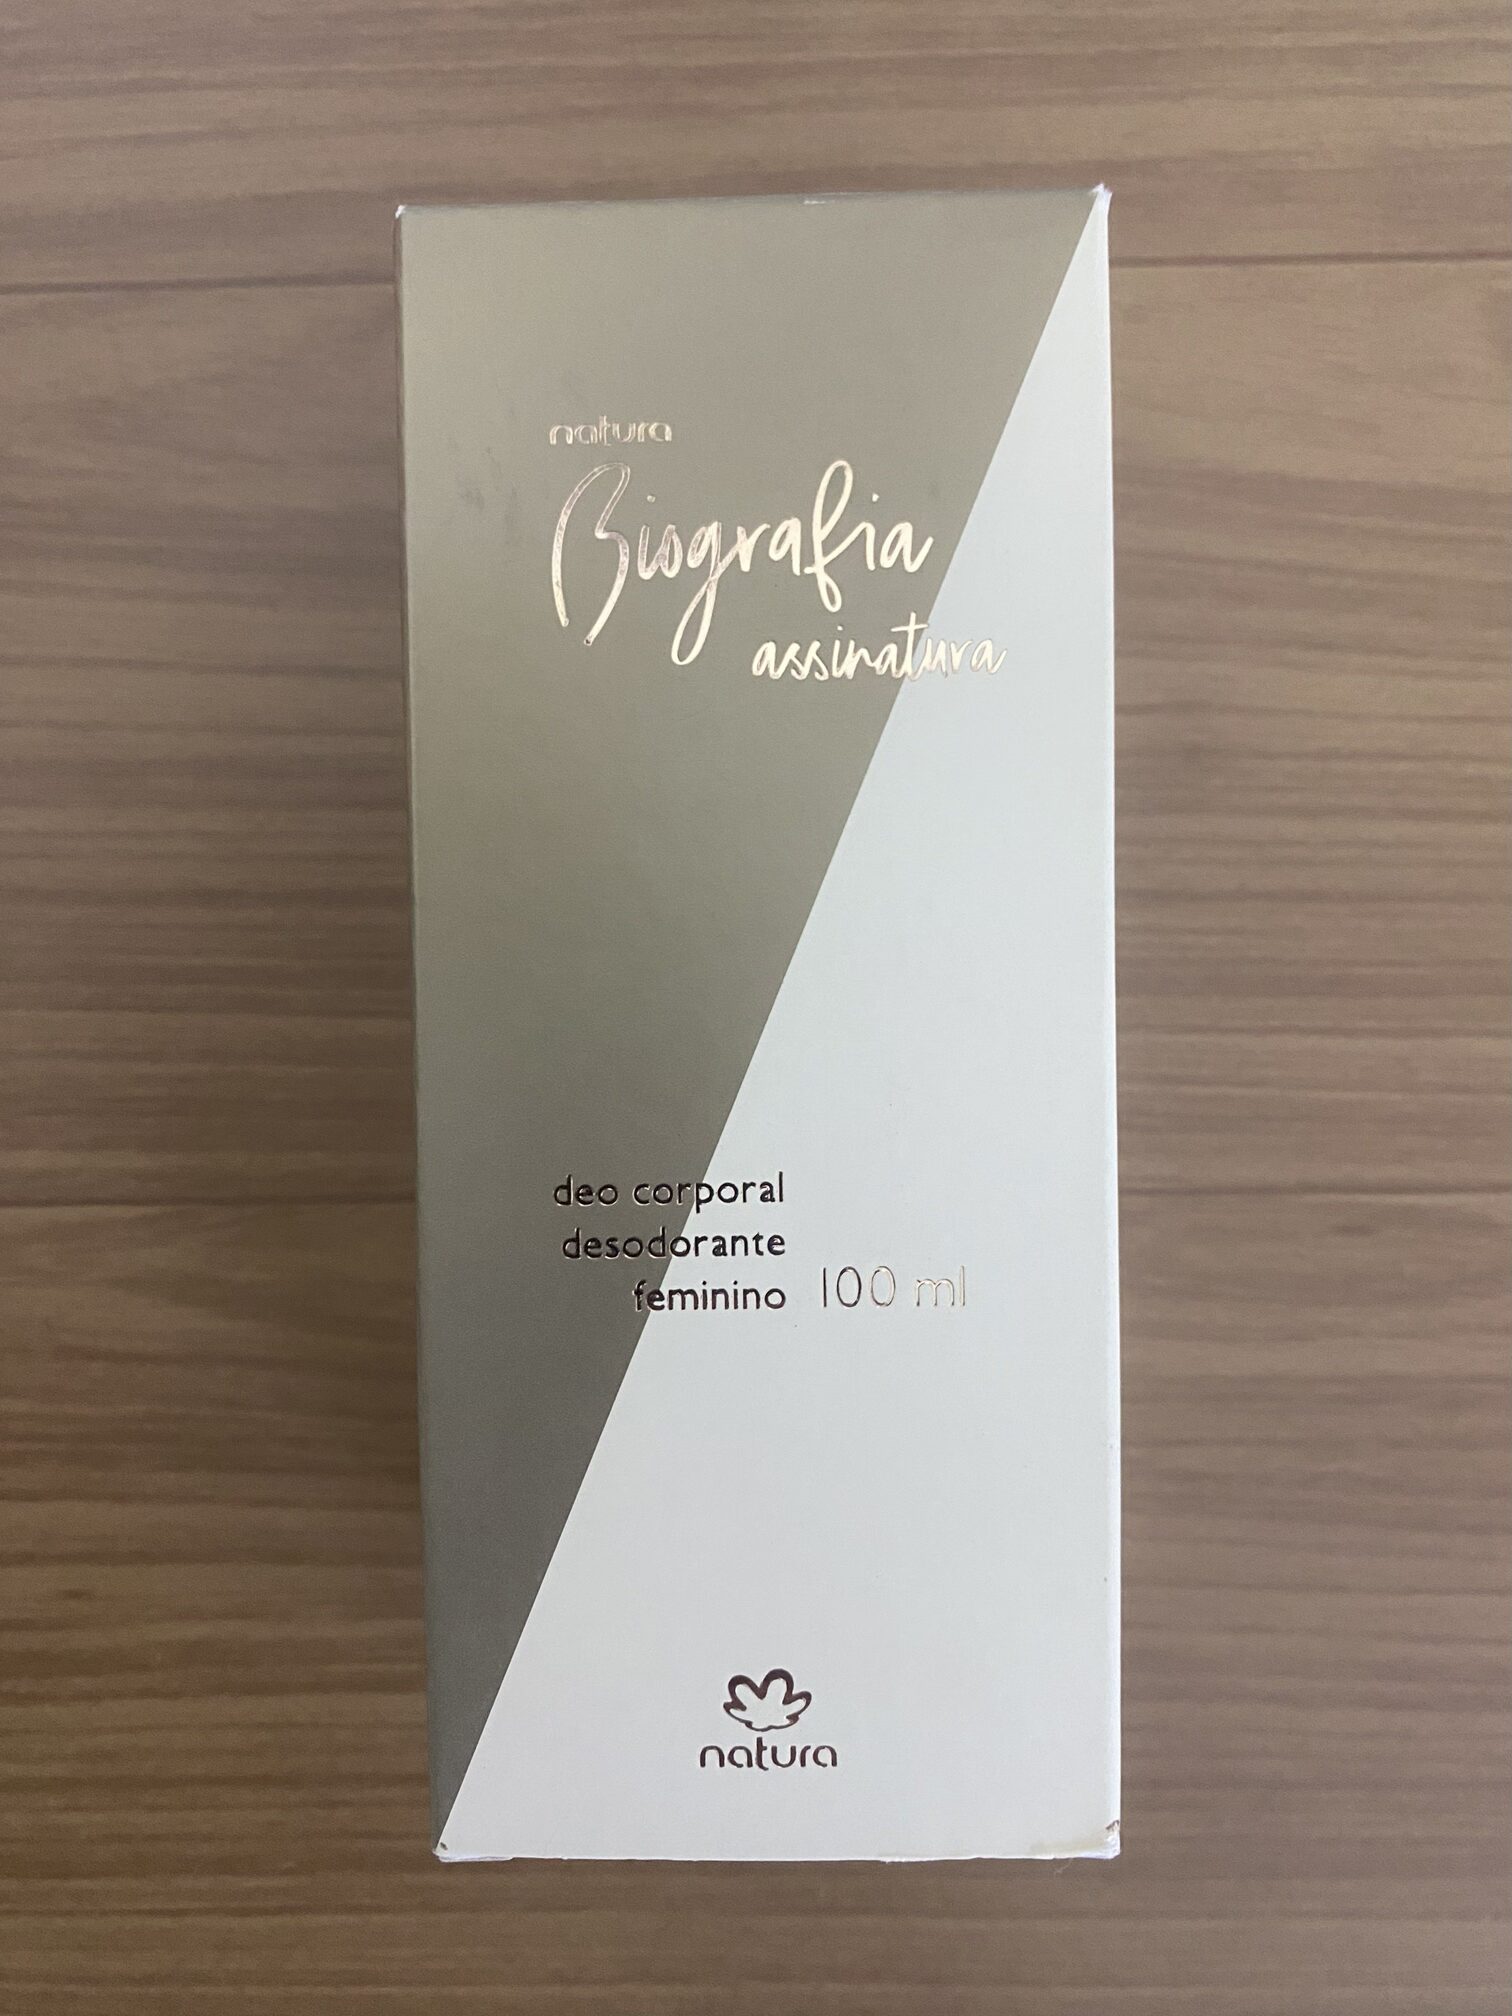 natura
Biografia
assinatura
deo corporal
desodorante
feminino 100 ml
natura